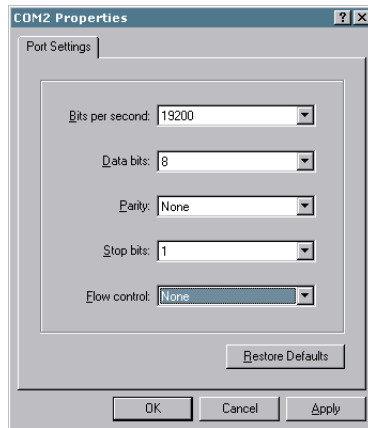 COM2 Properties
Port Settings
Bits per second: 19200
Data bits: 8
Parity: None
Stop bits: 1
Flow control: None
Restore Defaults
OK Cancel Apply